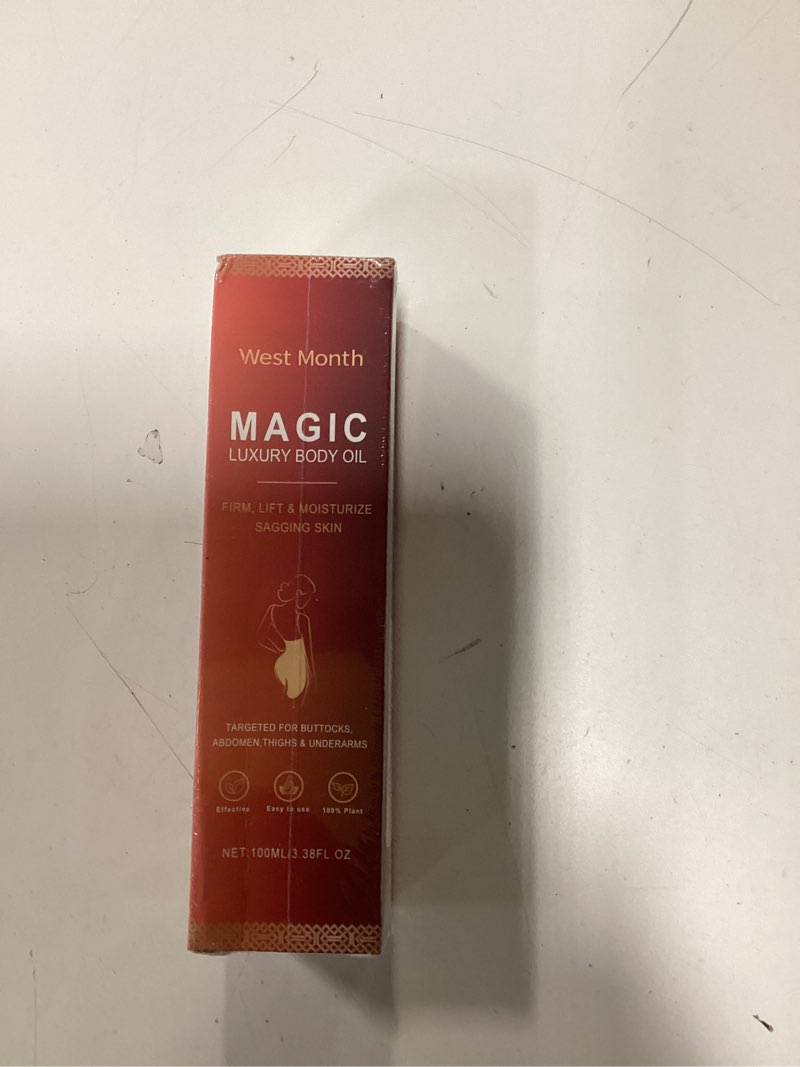 West Month
MAGIC
LUXURY BODY OIL
FIRM, LIFT & MOISTURIZE
SAGGING SKIN
TARGETED FOR BUTTOCKS,
ABDOMEN,THIGHS & UNDERARMS
Effective Easy to use 100% Plant
NET:100ML/3.38FL.OZ